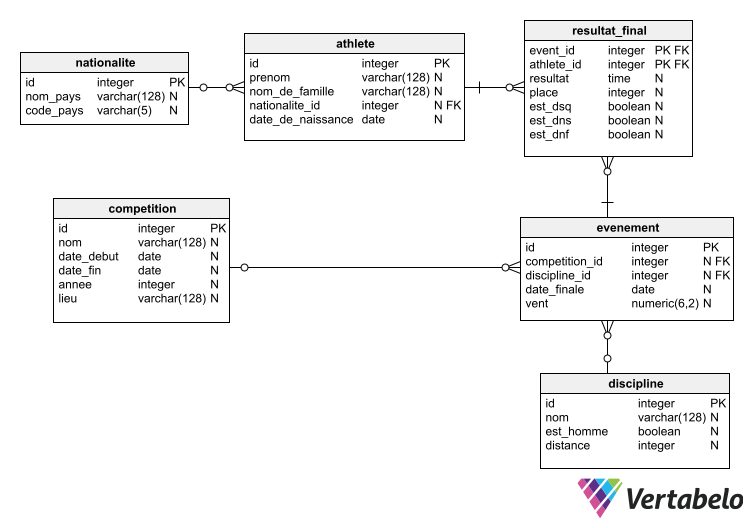 nationalite
id integer PK
nom_pays varchar(128) N
code_pays varchar(5) N
athlete
id integer PK
prenom varchar(128) N
nom_de_famille varchar(128) N
nationalite_id integer N FK
date_de_naissance date N
resultat_final
event_id integer PK FK
athlete_id integer PK FK
resultat time N
place integer N
est_dsq boolean N
est_dns boolean N
est_dnf boolean N
competition
id integer PK
nom varchar(128) N
date_debut date N
date_fin date N
annee integer N
lieu varchar(128) N
evenement
id integer PK
competition_id integer N FK
discipline_id integer N FK
date_finale date N
vent numeric(6,2) N
discipline
id integer PK
nom varchar(128) N
est_homme boolean N
distance integer N
Vertabelo